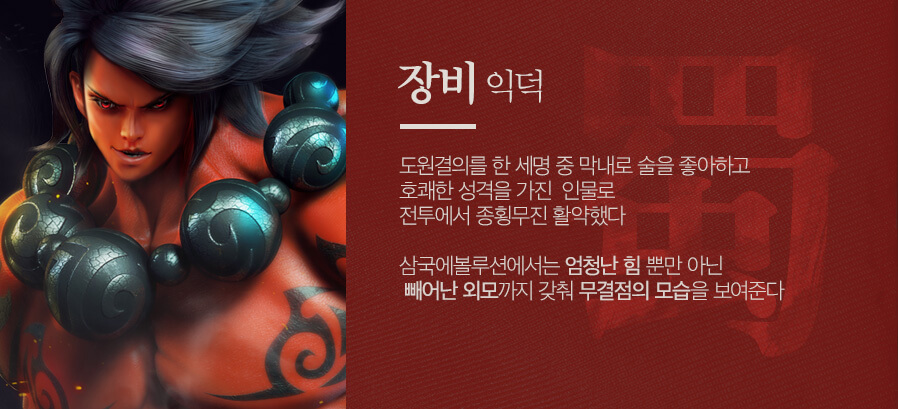 장비 익덕
도원결의를 한 세명 중 막내로 술을 좋아하고
호쾌한 성격을 가진 인물로
전투에서 종횡무진 활약했다
삼국에볼루션에서는 엄청난 힘 뿐만 아닌
빼어난 외모까지 갖춰 무결점의 모습을 보여준다
蜀